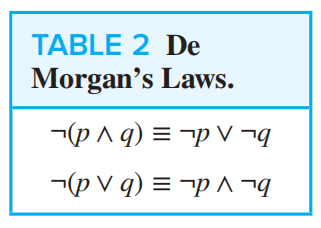 TABLE 2 De
Morgan's Laws.
¬(p ∧ q) ≡ ¬p ∨ ¬q
¬(p ∨ q) ≡ ¬p ∧ ¬q